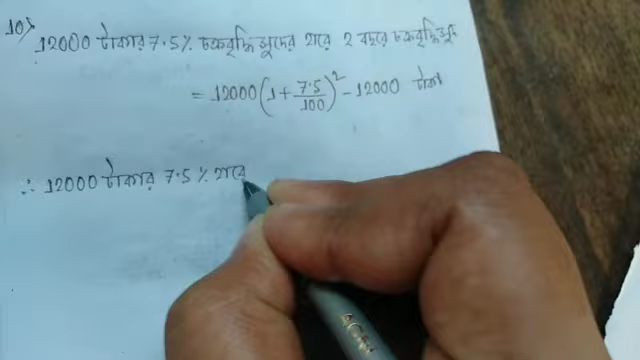 10>
12000 টাকার 7.5% চক্রবৃদ্ধি সুদের হারে 2 বছরে চক্রবৃদ্ধি সুদ
= 12000(1+7.5/100)² - 12000 টাকা
∴ 12000 টাকার 7.5% হারে